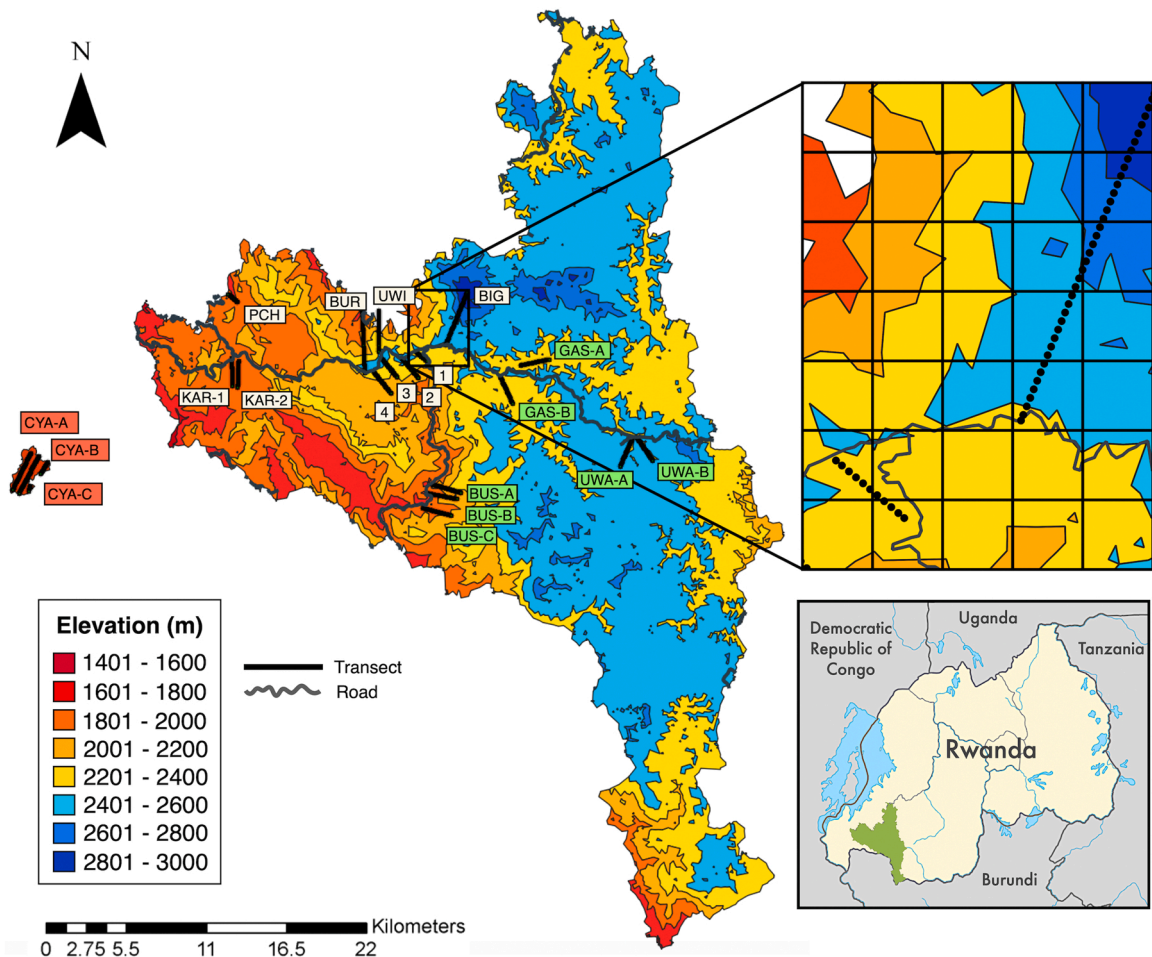 N
BUR
UWI
BIG
PCH
GAS-A
1
3
2
4
KAR-1
KAR-2
GAS-B
CYA-A
CYA-B
CYA-C
UWA-A
UWA-B
BUS-A
BUS-B
BUS-C
Elevation (m)
1401 - 1600
1601 - 1800
1801 - 2000
2001 - 2200
2201 - 2400
2401 - 2600
2601 - 2800
2801 - 3000
Transect
Road
Kilometers
0 2.75 5.5 11 16.5 22
Democratic
Republic of
Congo
Uganda
Tanzania
Rwanda
Burundi